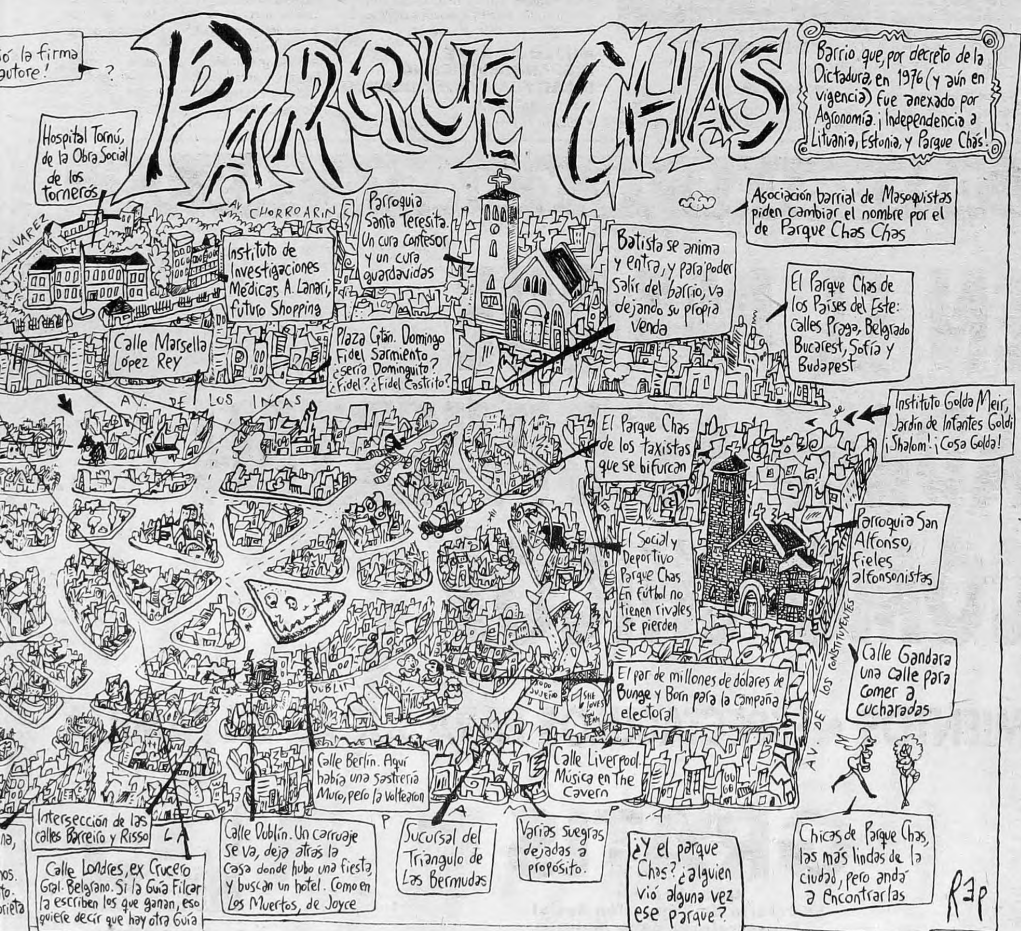 ió la firma
autore!
?
PARQUE CHAS
Barrio que, por decreto de la
Dictadura, en 1976 (y aún en
vigencia) fue anexado por
Agronomía. ¡Independencia a
Lituania, Estonia, y Parque Chás!
Hospital Tornú,
de la Obra Social
de los
torneros
ALVAREZ
AV. CHORROARIN
Instituto de
Investigaciones
Médicas A. Lanari,
futuro Shopping
Parroquia
Santa Teresita.
Un cura Confesor
y un cura
guardavidas
Asociación barrial de Masoquistas
piden cambiar el nombre por el
de Parque Chas Chas
Batista se anima
y entra, y para poder
salir del barrio, va
dejando su propia
venda
El Parque Chas de
los Países del Este:
calles Praga, Belgrado
Bucarest, Sofía y
Budapest
Calle Marsella
López Rey
Plaza Cptán. Domingo
Fidel Sarmiento,
¿sería Dominguito?
¿Fidel? ¿Fidel Castrito?
AV. DE LOS INCAS
Instituto Golda Meir,
Jardín de Infantes Goldi
¡Shalom! ¡Cosa Golda!
El Parque Chas
de los taxistas
que se bifurcan
El Social y
Deportivo
Parque Chas
En fútbol no
tienen rivales
Se pierden
Parroquia San
Alfonso,
fieles
alfonsonistas
AV. DE LOS CONSTITUYENTES
Calle Gandara
una calle para
comer a
cucharadas
El par de millones de dólares de
Bunge y Born para la campaña
electoral
TODO
JUJEÑO
SHE
LOVES
YEAH
DUBLIN
Calle Berlín. Aquí
había una sastrería
Muro, pero la voltearon
Calle Liverpool.
Música en The
Cavern
LA P A P A
na,
nos.
to.
orieta
Intersección de las
calles Barreiro y Risso
Calle Londres, ex Crucero
Gral. Belgrano. Si la Guía Filcar
la escriben los que ganan, eso
quiere decir que hay otra Guía
Calle Dublín. Un carruaje
se va, deja atrás la
casa donde hubo una fiesta,
y buscan un hotel. Como en
Los Muertos, de Joyce
Sucursal del
Triangulo de
Las Bermudas
Varias suegras
dejadas a
propósito.
¿Y el parque
Chas? ¿alguien
vió alguna vez
ese parque?
Chicas de Parque Chas,
las más lindas de la
ciudad, pero andá
a encontrarlas
REP